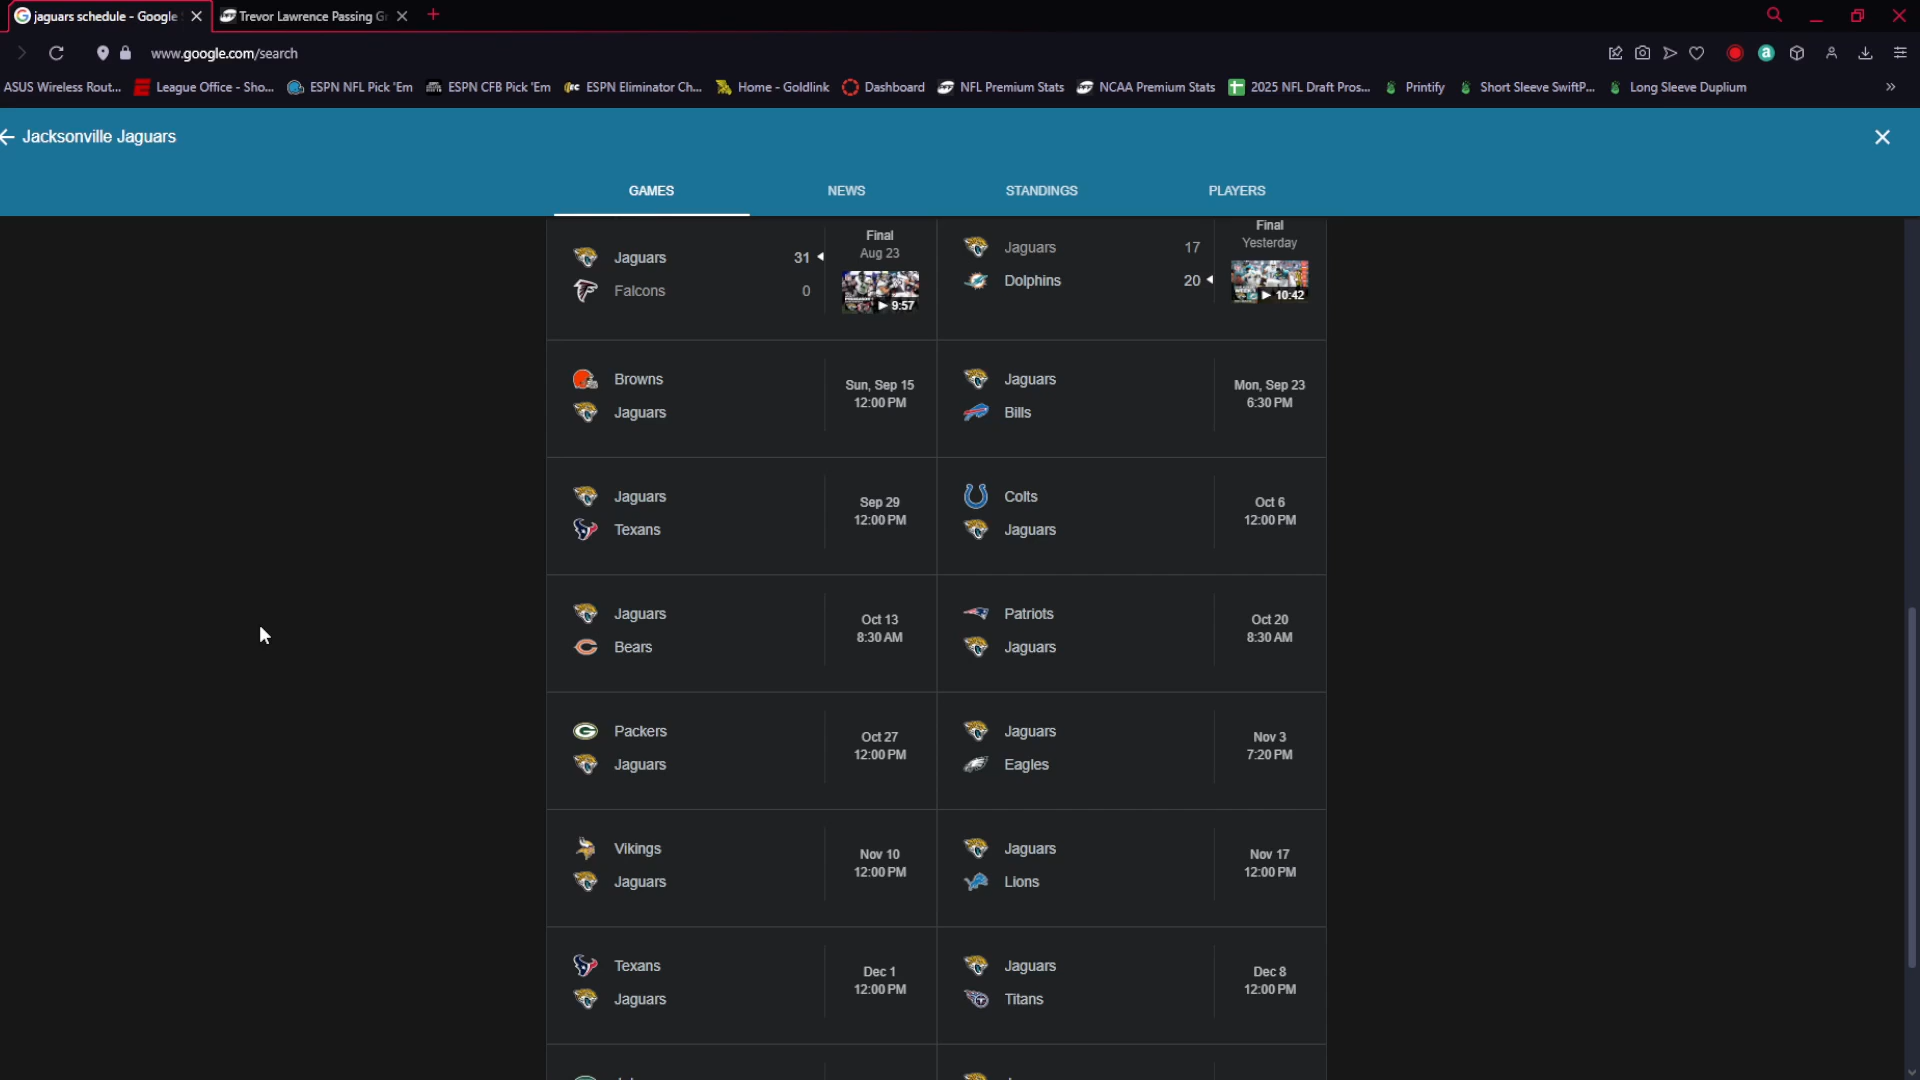 jaguars schedule - Google
Trevor Lawrence Passing Gr
www.google.com/search
ASUS Wireless Rout...
League Office - Sho...
ESPN NFL Pick 'Em
ESPN CFB Pick 'Em
ESPN Eliminator Ch...
Home - Goldlink
Dashboard
NFL Premium Stats
NCAA Premium Stats
2025 NFL Draft Pros...
Printify
Short Sleeve SwiftP...
Long Sleeve Duplium
Jacksonville Jaguars
GAMES
NEWS
STANDINGS
PLAYERS
Jaguars 31
Falcons 0
Final
Aug 23
9:57
Jaguars 17
Dolphins 20
Final
Yesterday
10:42
Browns
Jaguars
Sun, Sep 15
12:00 PM
Jaguars
Bills
Mon, Sep 23
6:30 PM
Jaguars
Texans
Sep 29
12:00 PM
Colts
Jaguars
Oct 6
12:00 PM
Jaguars
Bears
Oct 13
8:30 AM
Patriots
Jaguars
Oct 20
8:30 AM
Packers
Jaguars
Oct 27
12:00 PM
Jaguars
Eagles
Nov 3
7:20 PM
Vikings
Jaguars
Nov 10
12:00 PM
Jaguars
Lions
Nov 17
12:00 PM
Texans
Jaguars
Dec 1
12:00 PM
Jaguars
Titans
Dec 8
12:00 PM